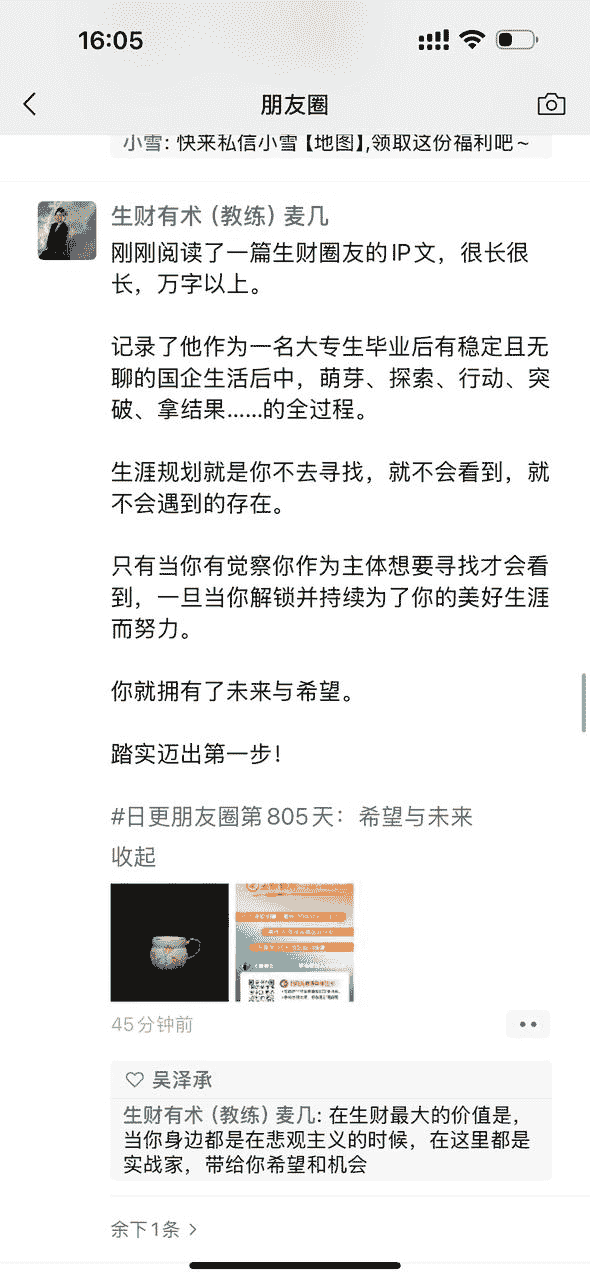 16:05
朋友圈
小雪: 快来私信小雪【地图】,领取这份福利吧~
生财有术（教练）麦几
刚刚阅读了一篇生财圈友的IP文，很长很
长，万字以上。
记录了他作为一名大专生毕业后有稳定且无
聊的国企生活后中，萌芽、探索、行动、突
破、拿结果......的全过程。
生涯规划就是你不去寻找，就不会看到，就
不会遇到的存在。
只有当你有觉察你作为主体想要寻找才会看
到，一旦当你解锁并持续为了你的美好生涯
而努力。
你就拥有了未来与希望。
踏实迈出第一步！
#日更朋友圈第805天：希望与未来
收起
45分钟前
吴泽承
生财有术（教练）麦几: 在生财最大的价值是，
当你身边都是在悲观主义的时候，在这里都是
实战家，带给你希望和机会
余下1条